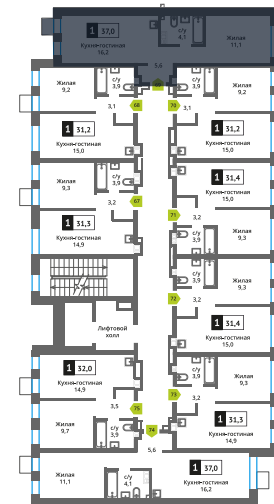 1 37,0
Кухня-гостиная
16,2
с/у
4,1
Жилая
11,1
5,6
Жилая
9,2
с/у
3,9
с/у
3,9
Жилая
9,2
3,1
68
70
3,1
1 31,2
Кухня-гостиная
15,0
1 31,2
Кухня-гостиная
15,0
Жилая
9,3
с/у
3,9
1 31,4
Кухня-гостиная
15,0
67
3,2
71
3,2
1 31,3
Кухня-гостиная
14,9
с/у
3,9
Жилая
9,3
с/у
3,9
Жилая
9,3
72
3,2
Лифтовой
холл
1 31,4
Кухня-гостиная
15,0
1 32,0
Кухня-гостиная
14,9
с/у
3,9
Жилая
9,3
73
3,2
3,5
75
1 31,3
Кухня-гостиная
14,9
Жилая
9,7
с/у
3,9
74
5,6
Жилая
11,1
с/у
4,1
1 37,0
Кухня-гостиная
16,2